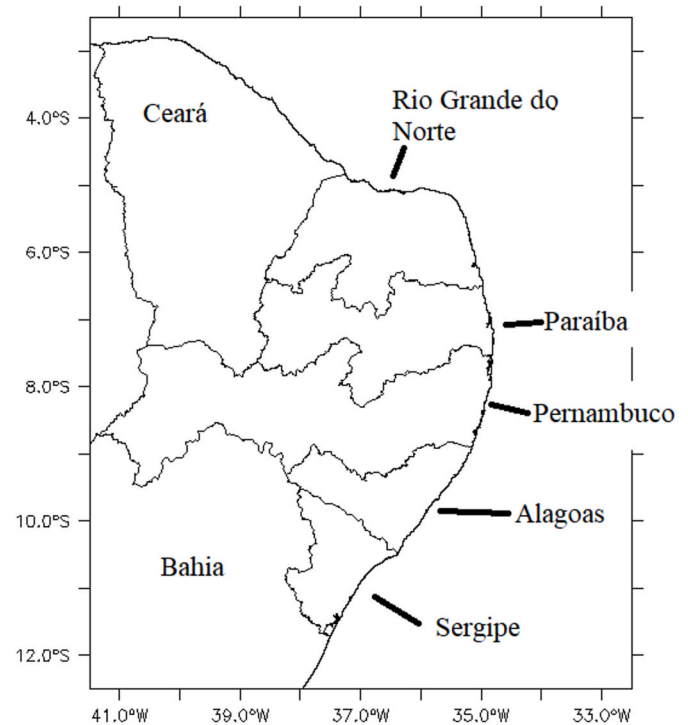 Ceará
Rio Grande do
Norte
4.0°S
6.0°S
Paraíba
8.0°S
Pernambuco
10.0°S
Alagoas
Bahia
Sergipe
12.0°S
41.0°W 39.0°W 37.0°W 35.0°W 33.0°W